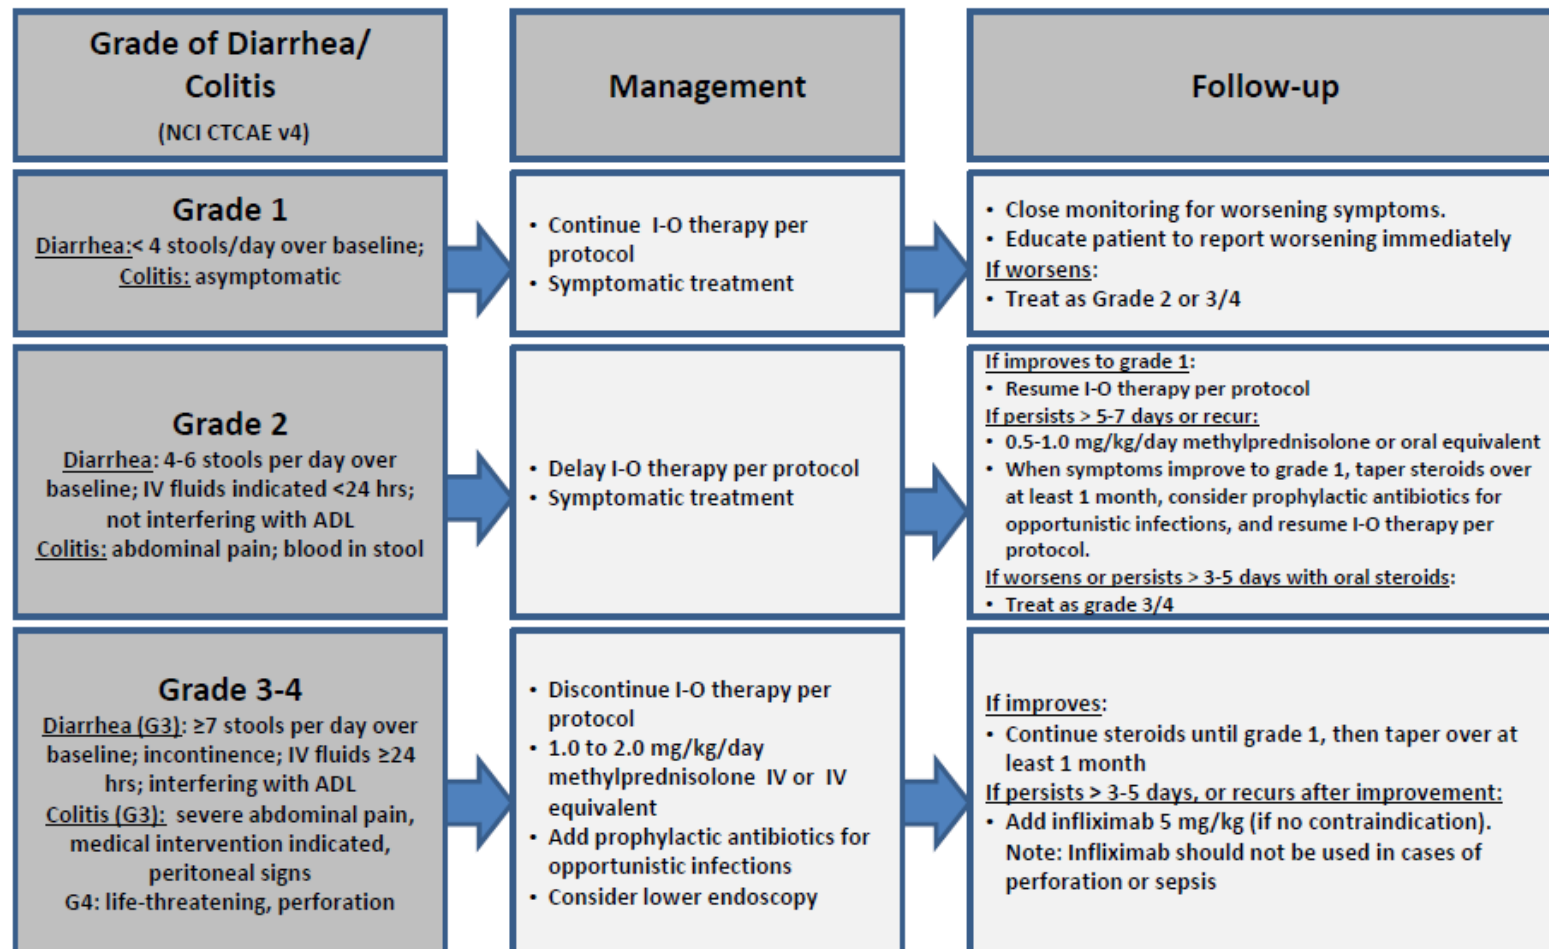 Grade of Diarrhea/
Colitis
(NCI CTCAE v4)
Management
Follow-up
Grade 1
Diarrhea:< 4 stools/day over baseline;
Colitis: asymptomatic
• Continue I-O therapy per
protocol
• Symptomatic treatment
• Close monitoring for worsening symptoms.
• Educate patient to report worsening immediately
If worsens:
• Treat as Grade 2 or 3/4
Grade 2
Diarrhea: 4-6 stools per day over
baseline; IV fluids indicated <24 hrs;
not interfering with ADL
Colitis: abdominal pain; blood in stool
• Delay I-O therapy per protocol
• Symptomatic treatment
If improves to grade 1:
• Resume I-O therapy per protocol
If persists > 5-7 days or recur:
• 0.5-1.0 mg/kg/day methylprednisolone or oral equivalent
• When symptoms improve to grade 1, taper steroids over
at least 1 month, consider prophylactic antibiotics for
opportunistic infections, and resume I-O therapy per
protocol.
If worsens or persists > 3-5 days with oral steroids:
• Treat as grade 3/4
Grade 3-4
Diarrhea (G3): ≥7 stools per day over
baseline; incontinence; IV fluids ≥24
hrs; interfering with ADL
Colitis (G3): severe abdominal pain,
medical intervention indicated,
peritoneal signs
G4: life-threatening, perforation
• Discontinue I-O therapy per
protocol
• 1.0 to 2.0 mg/kg/day
methylprednisolone IV or IV
equivalent
• Add prophylactic antibiotics for
opportunistic infections
• Consider lower endoscopy
If improves:
• Continue steroids until grade 1, then taper over at
least 1 month
If persists > 3-5 days, or recurs after improvement:
• Add infliximab 5 mg/kg (if no contraindication).
Note: Infliximab should not be used in cases of
perforation or sepsis